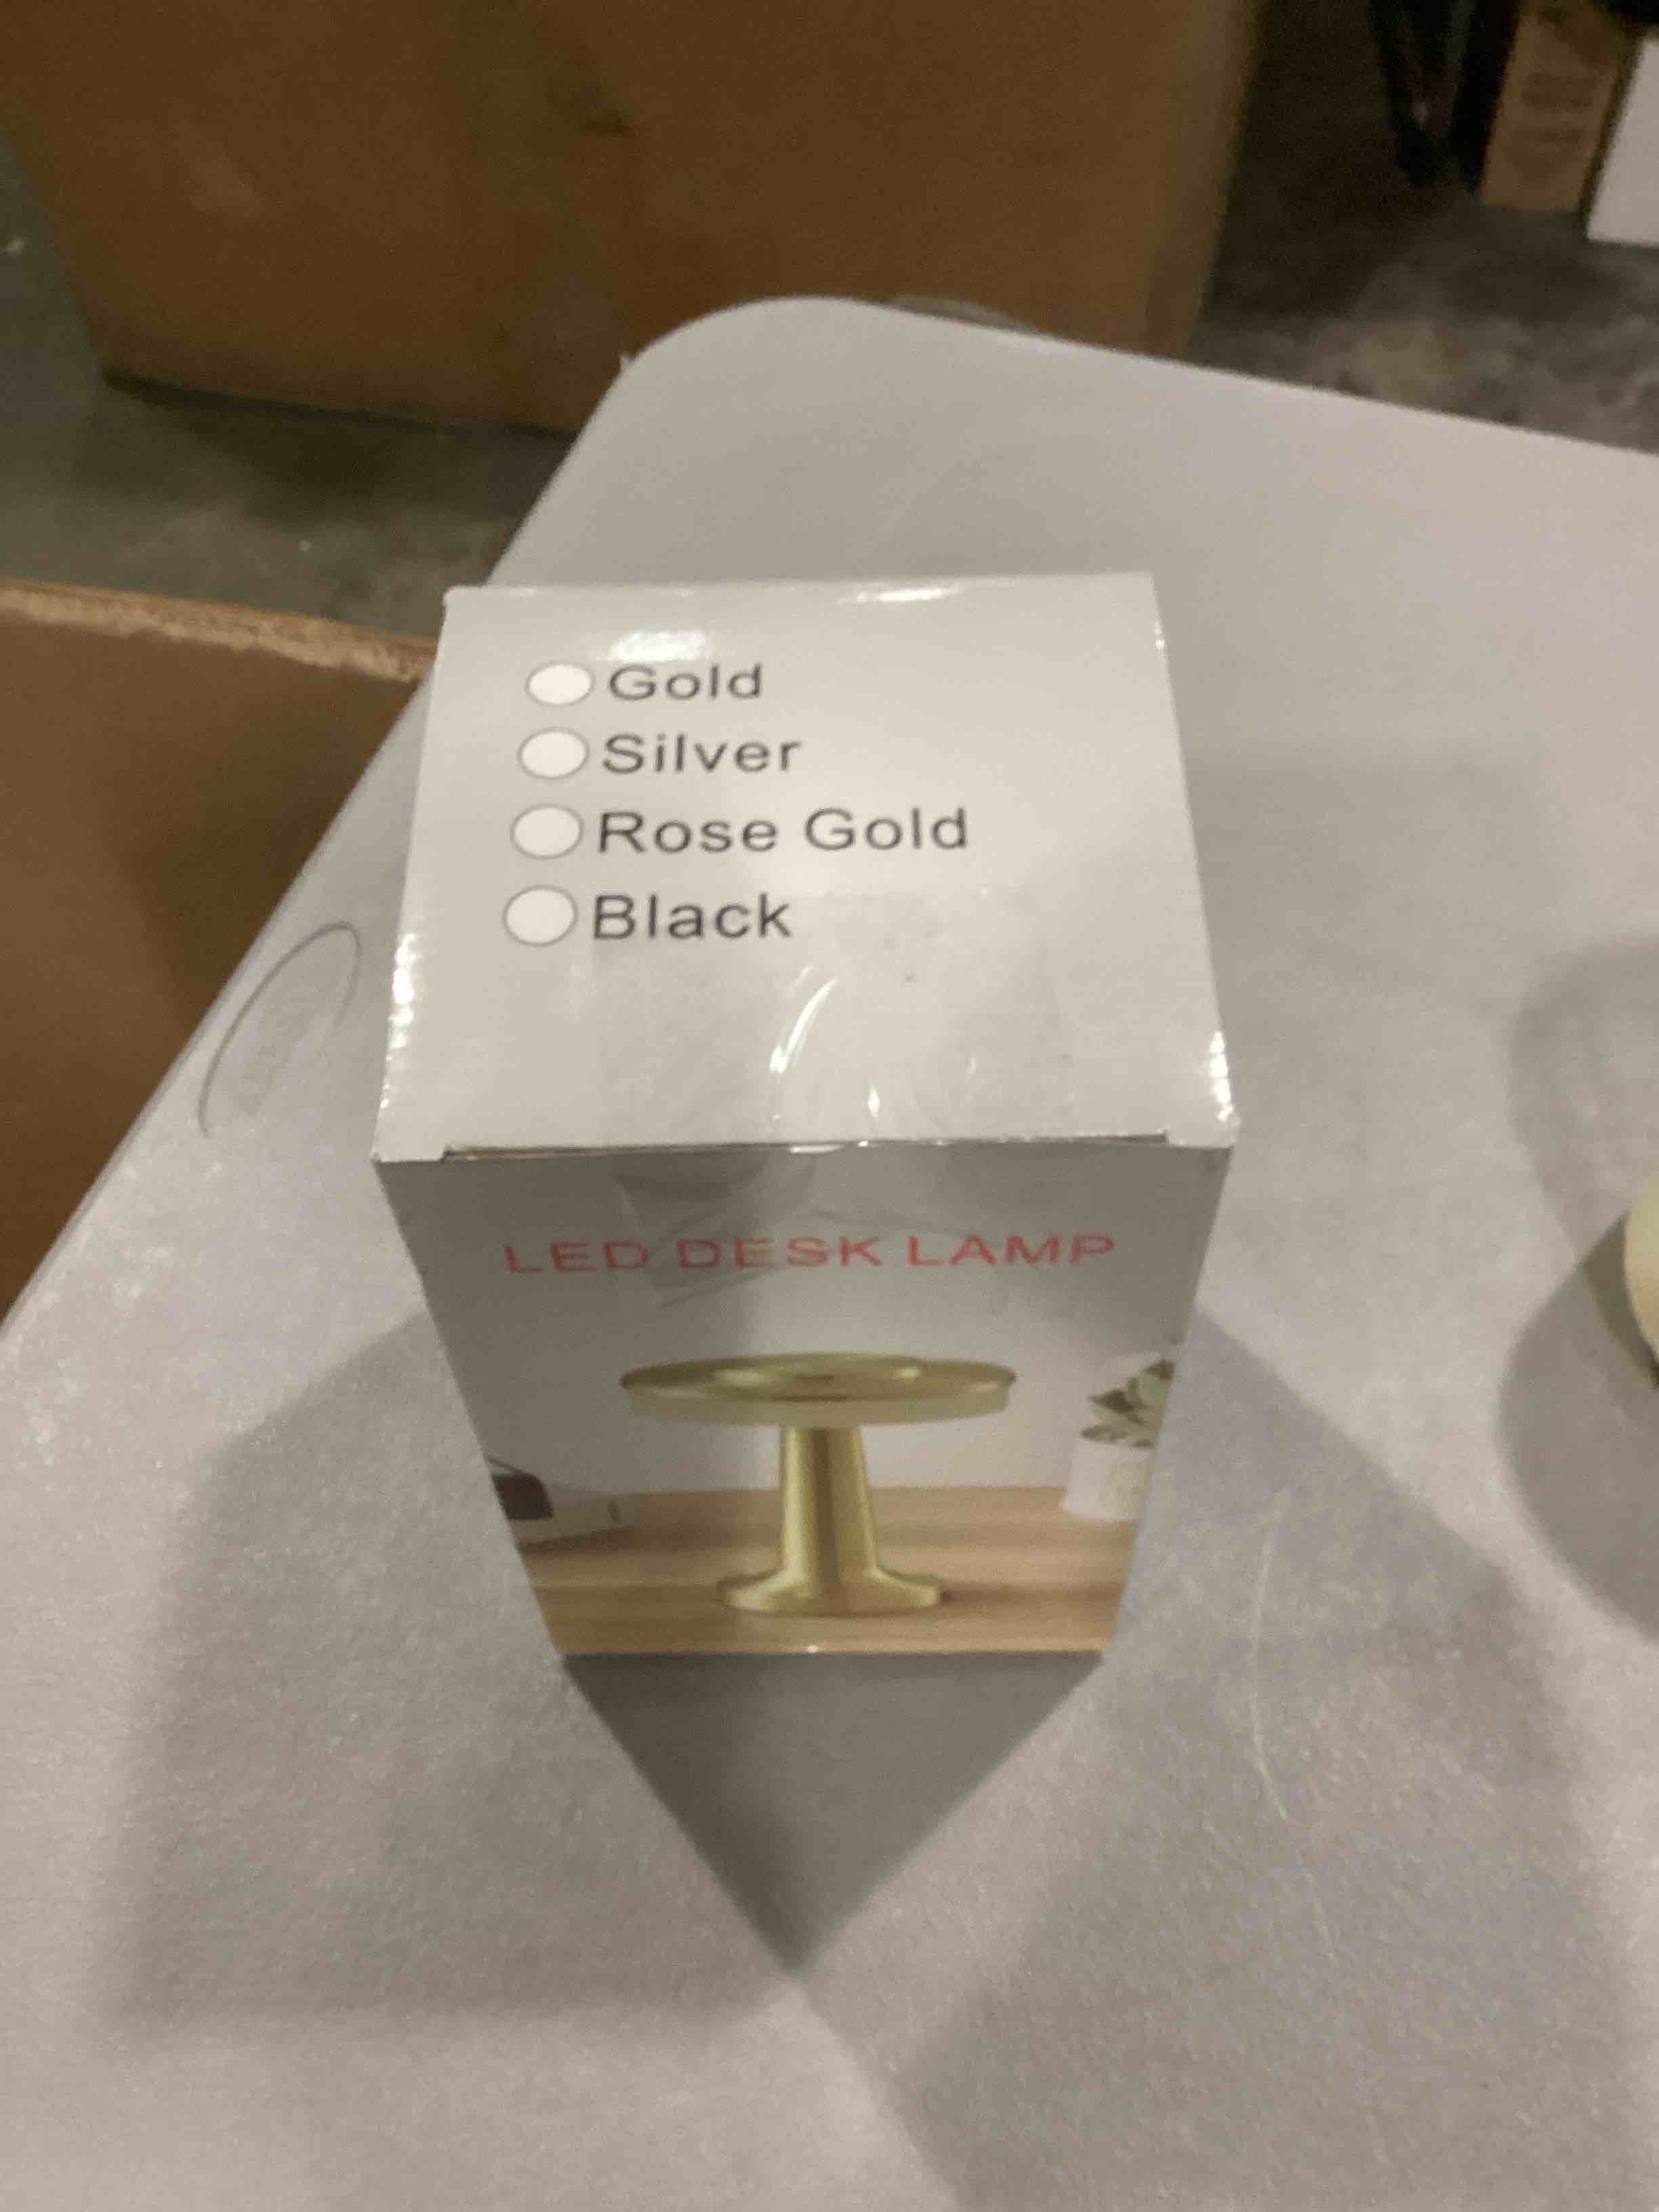 Gold
Silver
Rose Gold
Black
LED DESK LAMP